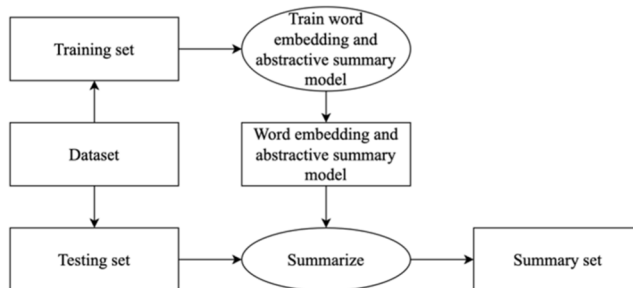 Training set
Train word
embedding and
abstractive summary
model
Dataset
Word embedding and
abstractive summary
model
Testing set
Summarize
Summary set